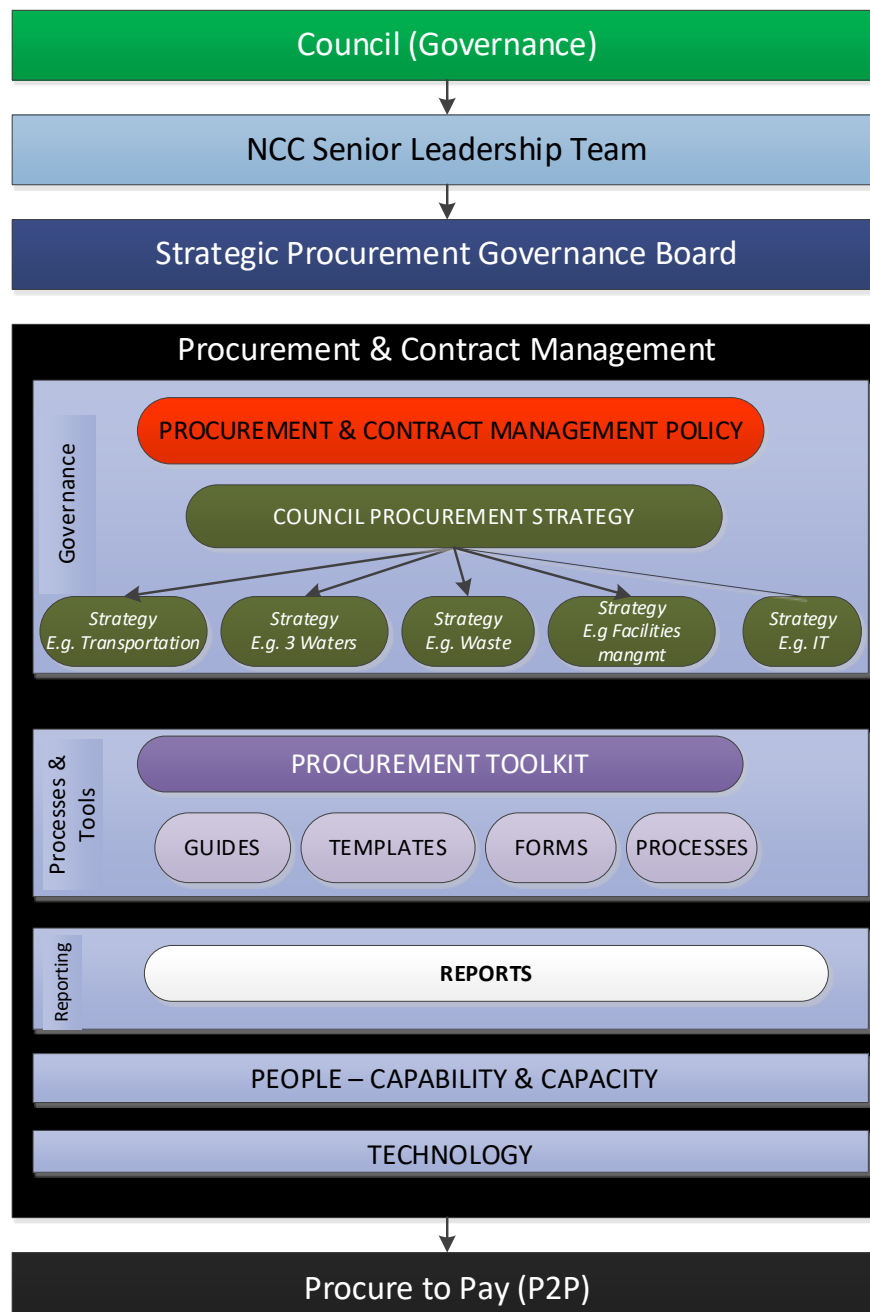 Council (Governance)
NCC Senior Leadership Team
Strategic Procurement Governance Board
Procurement & Contract Management
Governance
PROCUREMENT & CONTRACT MANAGEMENT POLICY
COUNCIL PROCUREMENT STRATEGY
Strategy
E.g. Transportation
Strategy
E.g. 3 Waters
Strategy
E.g. Waste
Strategy
E.g Facilities
mangmt
Strategy
E.g. IT
Processes &
Tools
PROCUREMENT TOOLKIT
GUIDES
TEMPLATES
FORMS
PROCESSES
Reporting
REPORTS
PEOPLE – CAPABILITY & CAPACITY
TECHNOLOGY
Procure to Pay (P2P)